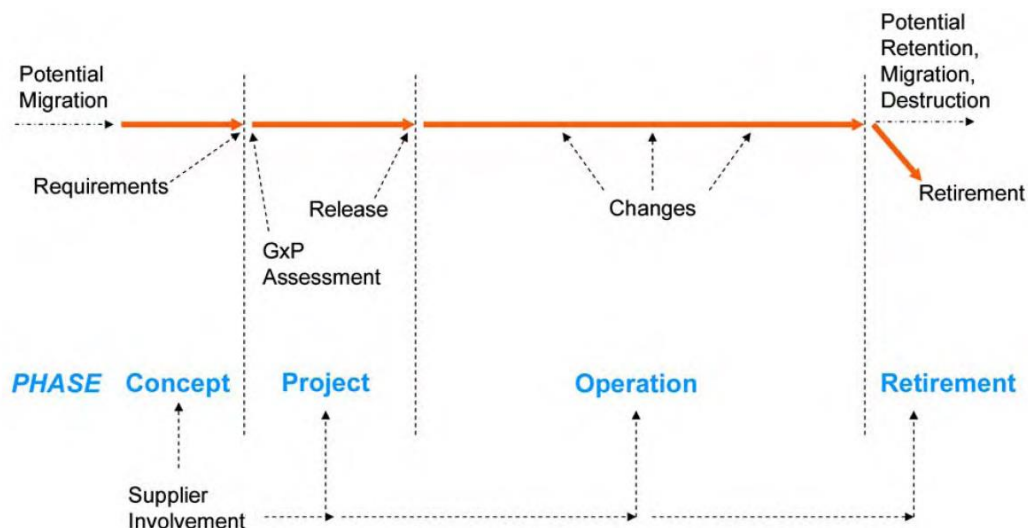 Potential
Migration
Potential
Retention,
Migration,
Destruction
Requirements
Release
GxP
Assessment
Changes
Retirement
PHASE Concept Project Operation Retirement
Supplier
Involvement